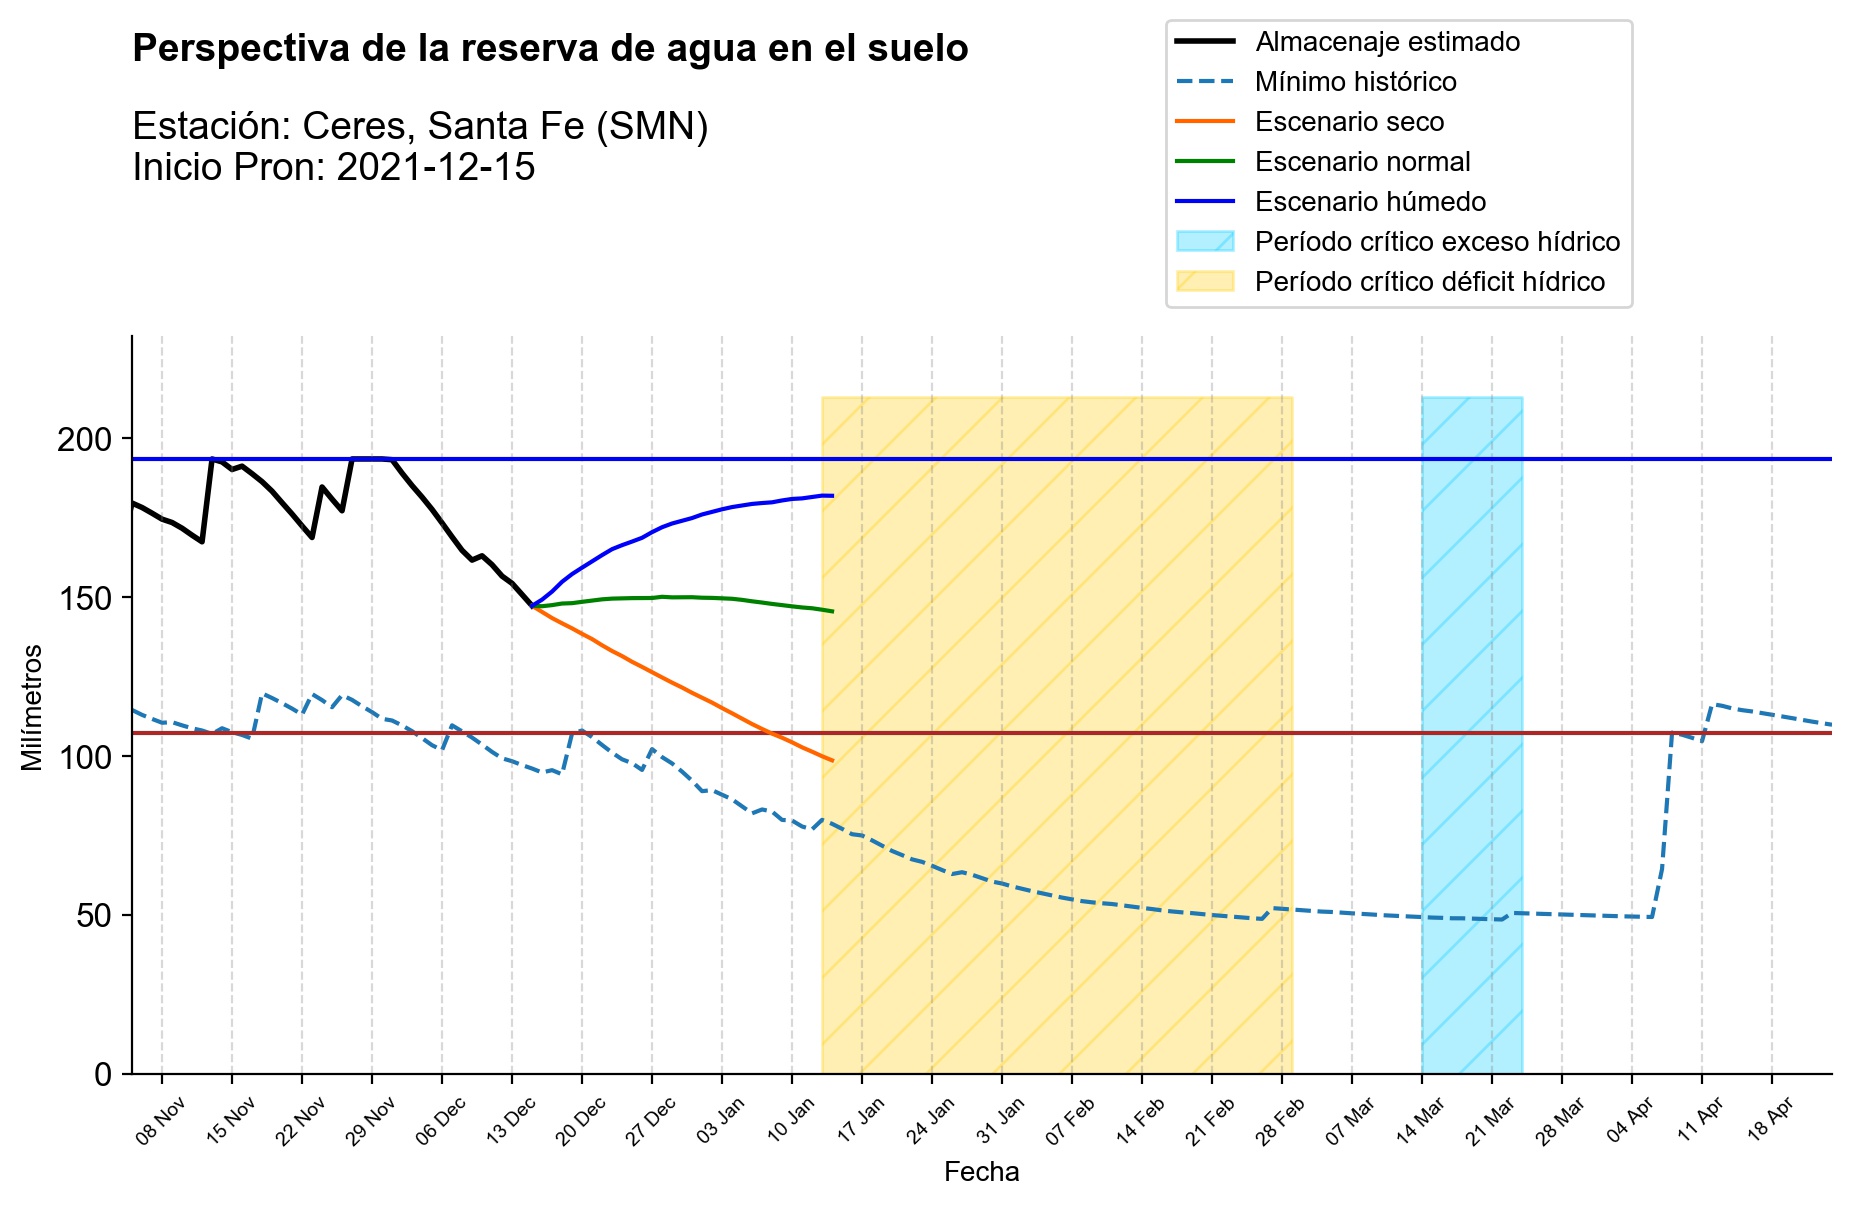 Perspectiva de la reserva de agua en el suelo
Estación: Ceres, Santa Fe (SMN)
Inicio Pron: 2021-12-15
Almacenaje estimado
Mínimo histórico
Escenario seco
Escenario normal
Escenario húmedo
Período crítico exceso hídrico
Período crítico déficit hídrico
200
150
100
50
0
Milímetros
08 Nov
15 Nov
22 Nov
29 Nov
06 Dec
13 Dec
20 Dec
27 Dec
03 Jan
10 Jan
17 Jan
24 Jan
31 Jan
07 Feb
14 Feb
21 Feb
28 Feb
07 Mar
14 Mar
21 Mar
28 Mar
04 Apr
11 Apr
18 Apr
Fecha